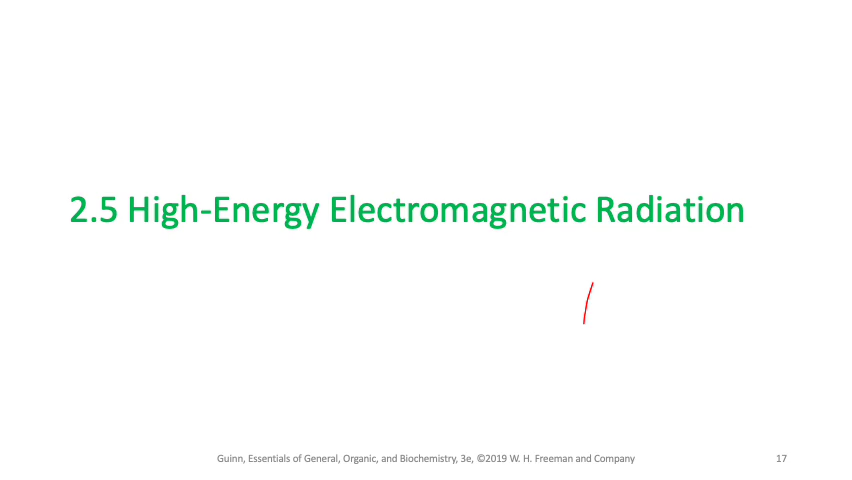 2.5 High-Energy Electromagnetic Radiation
Guinn, Essentials of General, Organic, and Biochemistry, 3e, ©2019 W. H. Freeman and Company
17